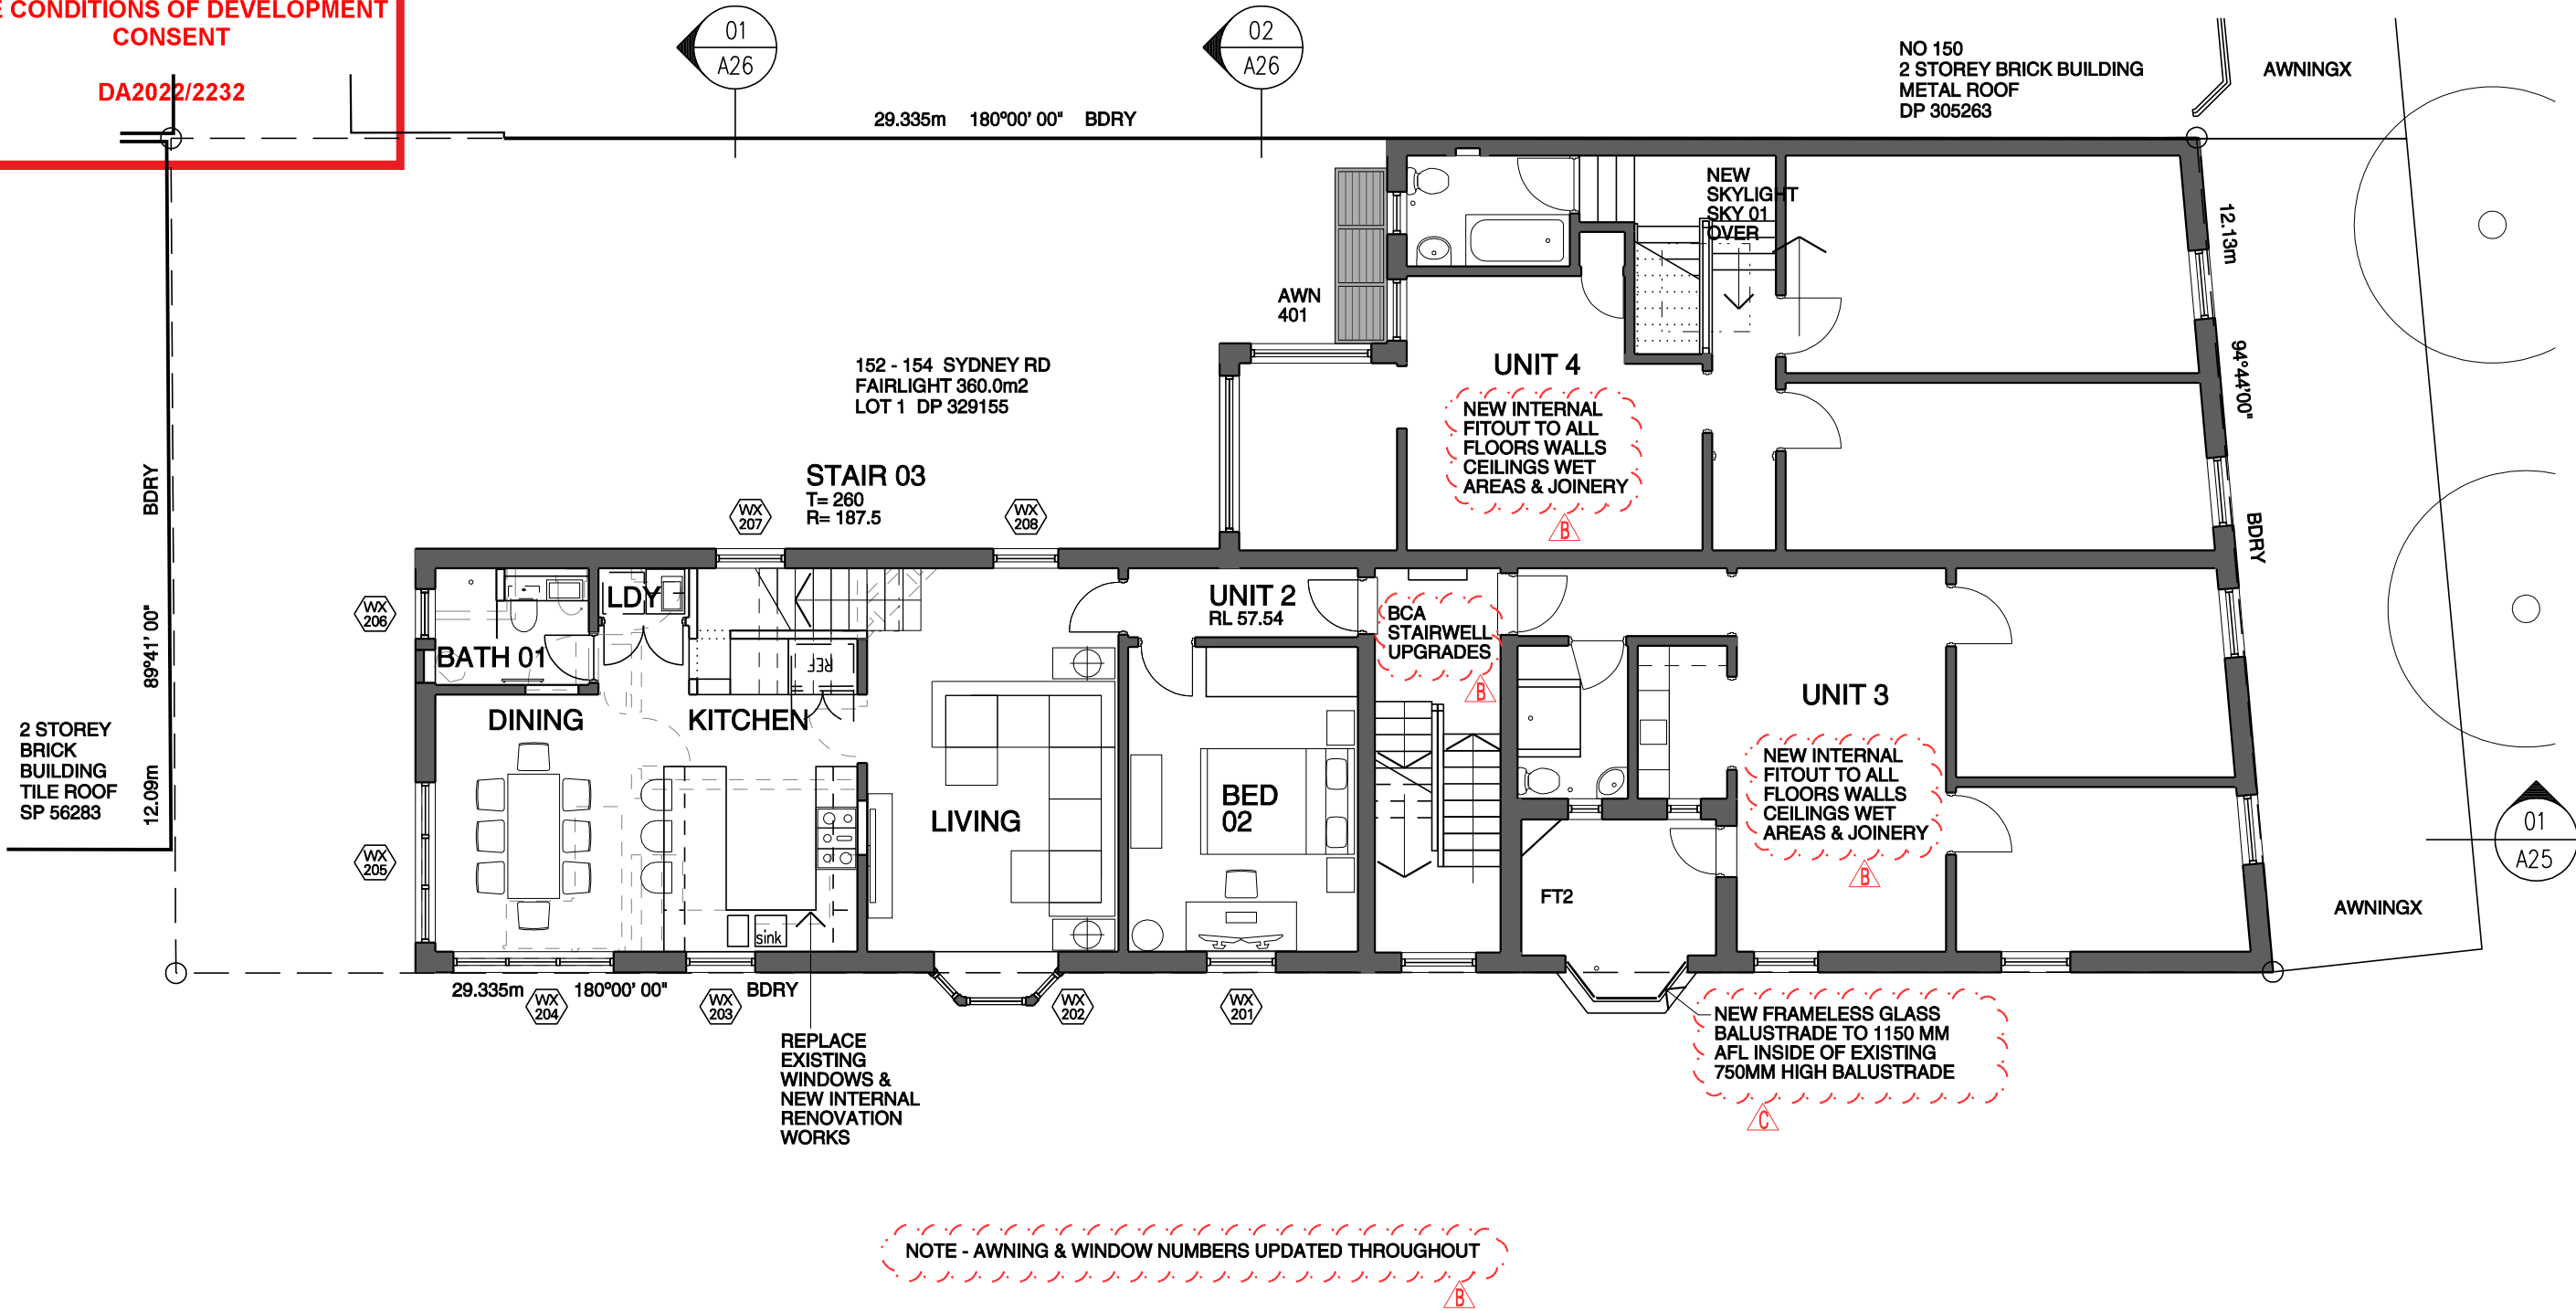 E CONDITIONS OF DEVELOPMENT
CONSENT
DA2022/2232
01
A26
02
A26
NO 150
2 STOREY BRICK BUILDING
METAL ROOF
DP 305263
AWNINGX
29.335m 180°00' 00" BDRY
NEW
SKYLIGHT
SKY 01
OVER
12.13m
94°44'00"
BDRY
AWN
401
152 - 154 SYDNEY RD
FAIRLIGHT 360.0m2
LOT 1 DP 329155
UNIT 4
NEW INTERNAL
FITOUT TO ALL
FLOORS WALLS
CEILINGS WET
AREAS & JOINERY
B
STAIR 03
T= 260
R= 187.5
WX
207
WX
208
BDRY
89°41' 00"
12.09m
WX
206
LDY
BATH 01
REF
UNIT 2
RL 57.54
BCA
STAIRWELL
UPGRADES
B
2 STOREY
BRICK
BUILDING
TILE ROOF
SP 56283
DINING
KITCHEN
LIVING
BED
02
UNIT 3
NEW INTERNAL
FITOUT TO ALL
FLOORS WALLS
CEILINGS WET
AREAS & JOINERY
B
01
A25
WX
205
FT2
AWNINGX
sink
29.335m 180°00' 00" BDRY
WX
204
WX
203
WX
202
WX
201
REPLACE
EXISTING
WINDOWS &
NEW INTERNAL
RENOVATION
WORKS
NEW FRAMELESS GLASS
BALUSTRADE TO 1150 MM
AFL INSIDE OF EXISTING
750MM HIGH BALUSTRADE
C
NOTE - AWNING & WINDOW NUMBERS UPDATED THROUGHOUT
B